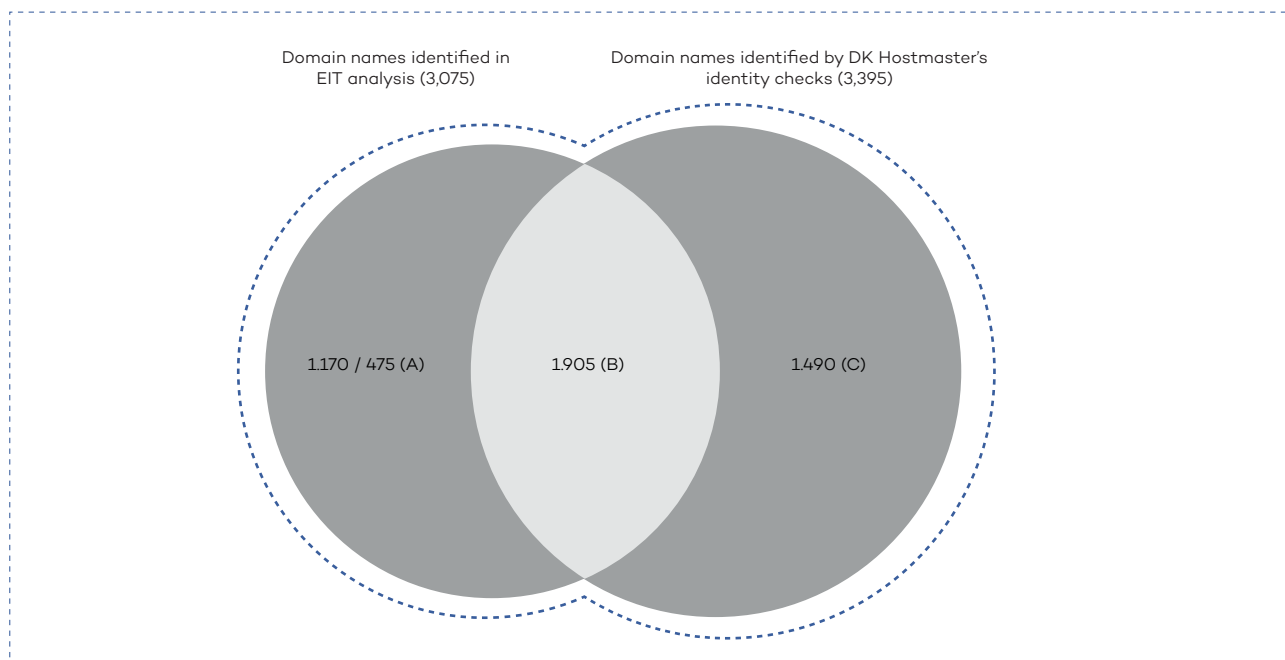 Domain names identified in
EIT analysis (3,075)
Domain names identified by DK Hostmaster’s
identity checks (3,395)
1.170 / 475 (A)
1.905 (B)
1.490 (C)